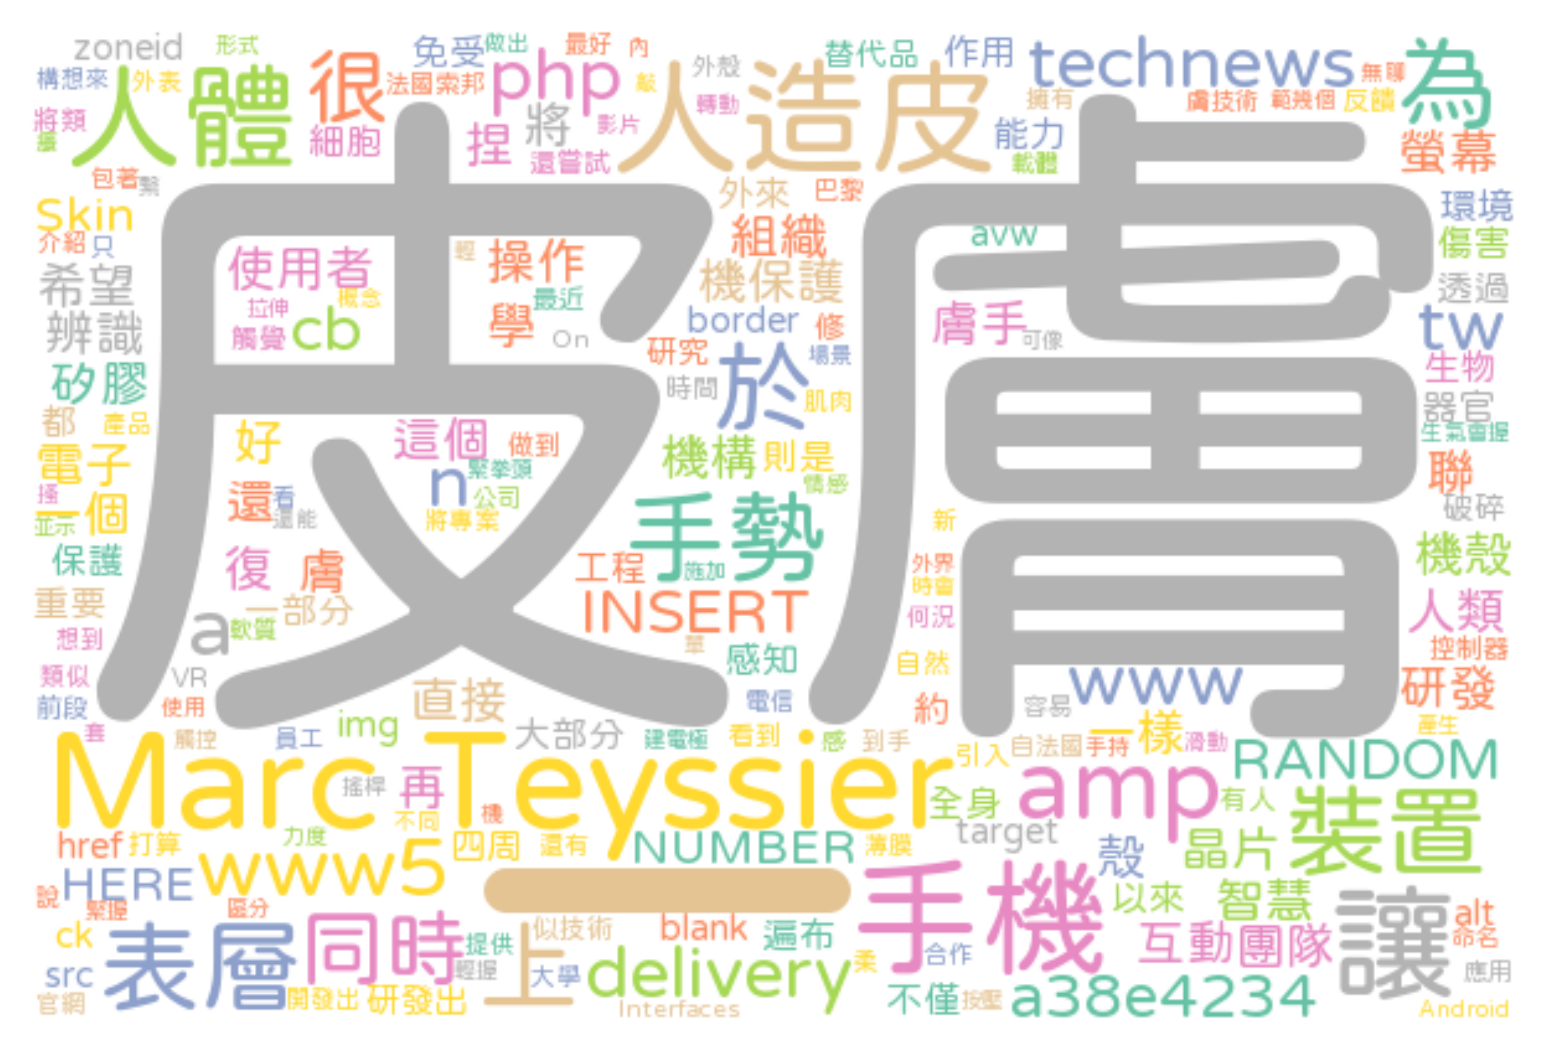 zoneid 形式 很 免受 做出 最好 內 替代品 作用 technews 無聊 為
構想來 外表 人體 法國索邦 php 敲 外殼 人造皮 擁有 膚技術 範幾個 反饋
將類 細胞 捏 將 影片 轉動 還嘗試 能力 載體 螢幕
包著 繫 外來 巴黎 環境
Skin 組織 avw 傷害
介紹 只 使用者 輕 操作 機保護 透過
希望 拉伸 概念 最近 border 修 膚手 可像 tw
辨識 觸覺 cb 學 On 研究 場景 生物
矽膠 皮膚 時間 於 肌肉 器官
都 產品 好 這個 做到 機構 則是 生氣會握
電子 還 看 n 緊拳頭 公司 情感 聯
搔 一個 並示 還能 將專案 手勢 新 破碎
保護 復 膚 工程 施加 外界 機殼
重要 一部分 INSERT 時會 人類
想到 a 軟質 單 感知 何況 控制器
類似 VR 直接 自然 www 研發
前段 使用 電信 約 容易 產生
套 觸控 員工 img 大部分 建電極 看到 感 到手 引入 自法國 手持 一樣 滑動 RANDOM
Marc Teyssier 搖桿 再 不同 機 全身 amp 有人 裝置
href 打算 力度 四周 還有 NUMBER 薄膜 target 殼 晶片
HERE www5 一 手機 以來 智慧 讓
說 緊握 區分 alt
ck 表層 同時 提供 上 似技術 blank 遍布 互動 團隊 命名
src 輕握 大學 delivery 柔 合作 應用
官網 開發出 研發出 Interfaces 不僅 按壓 a38e4234 Android